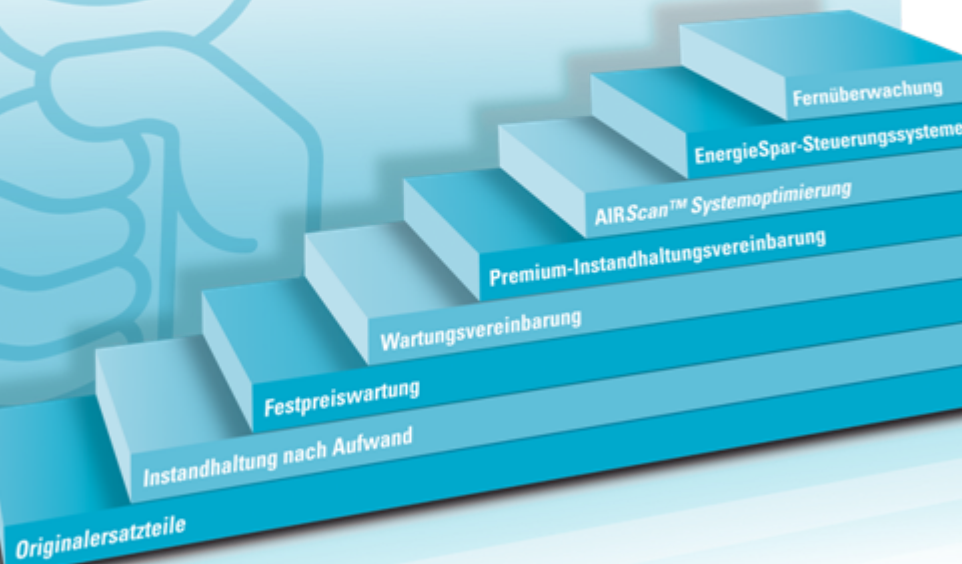 Fernüberwachung
EnergieSpar-Steuerungssysteme
AIRScan™ Systemoptimierung
Premium-Instandhaltungsvereinbarung
Wartungsvereinbarung
Festpreiswartung
Instandhaltung nach Aufwand
Originalersatzteile